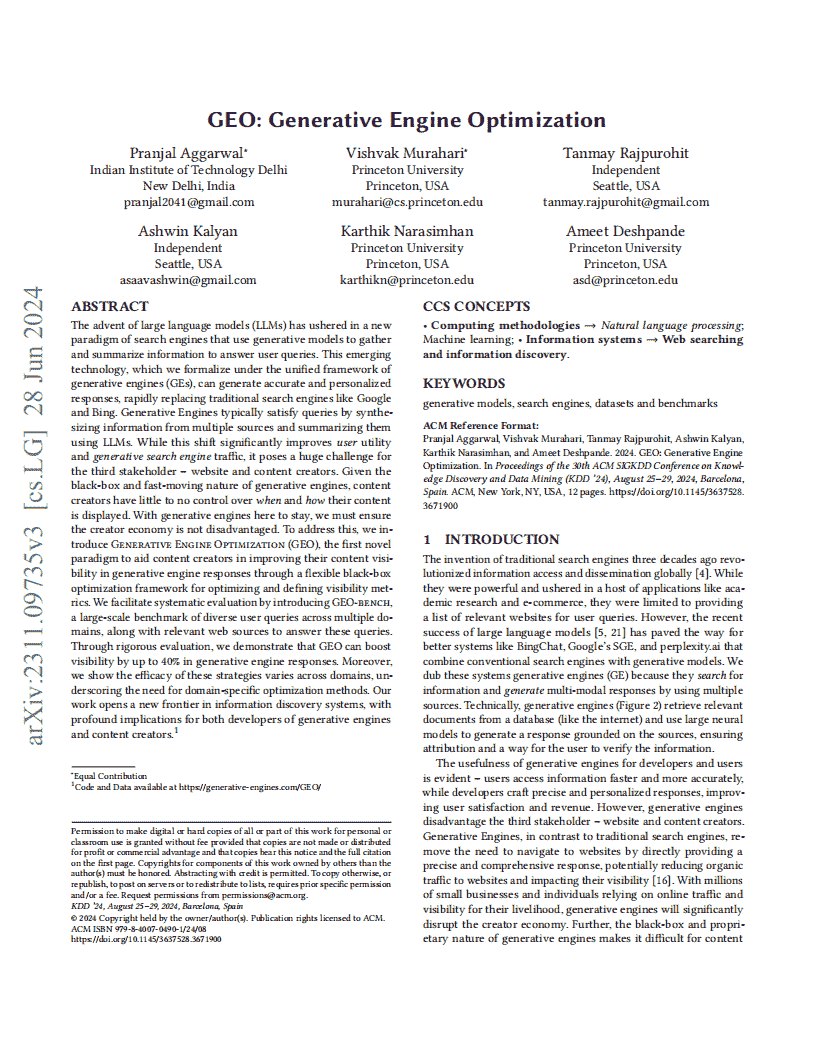 GEO: Generative Engine Optimization
Pranjal Aggarwal*
Indian Institute of Technology Delhi
New Delhi, India
pranjal2041@gmail.com
Vishvak Murahari*
Princeton University
Princeton, USA
murahari@cs.princeton.edu
Tanmay Rajpurohit
Independent
Seattle, USA
tanmay.rajpurohit@gmail.com
Ashwin Kalyan
Independent
Seattle, USA
asaavashwin@gmail.com
Karthik Narasimhan
Princeton University
Princeton, USA
karthikn@princeton.edu
Ameet Deshpande
Princeton University
Princeton, USA
asd@princeton.edu
arXiv:2311.09735v3 [cs.LG] 28 Jun 2024
ABSTRACT
The advent of large language models (LLMs) has ushered in a new
paradigm of search engines that use generative models to gather
and summarize information to answer user queries. This emerging
technology, which we formalize under the unified framework of
generative engines (GEs), can generate accurate and personalized
responses, rapidly replacing traditional search engines like Google
and Bing. Generative Engines typically satisfy queries by synthe-
sizing information from multiple sources and summarizing them
using LLMs. While this shift significantly improves user utility
and generative search engine traffic, it poses a huge challenge for
the third stakeholder – website and content creators. Given the
black-box and fast-moving nature of generative engines, content
creators have little to no control over when and how their content
is displayed. With generative engines here to stay, we must ensure
the creator economy is not disadvantaged. To address this, we in-
troduce Generative Engine Optimization (GEO), the first novel
paradigm to aid content creators in improving their content visi-
bility in generative engine responses through a flexible black-box
optimization framework for optimizing and defining visibility met-
rics. We facilitate systematic evaluation by introducing GEO-bench,
a large-scale benchmark of diverse user queries across multiple do-
mains, along with relevant web sources to answer these queries.
Through rigorous evaluation, we demonstrate that GEO can boost
visibility by up to 40% in generative engine responses. Moreover,
we show the efficacy of these strategies varies across domains, un-
derscoring the need for domain-specific optimization methods. Our
work opens a new frontier in information discovery systems, with
profound implications for both developers of generative engines
and content creators.1
*Equal Contribution
1Code and Data available at https://generative-engines.com/GEO/
Permission to make digital or hard copies of all or part of this work for personal or
classroom use is granted without fee provided that copies are not made or distributed
for profit or commercial advantage and that copies bear this notice and the full citation
on the first page. Copyrights for components of this work owned by others than the
author(s) must be honored. Abstracting with credit is permitted. To copy otherwise, or
republish, to post on servers or to redistribute to lists, requires prior specific permission
and/or a fee. Request permissions from permissions@acm.org.
KDD '24, August 25–29, 2024, Barcelona, Spain
© 2024 Copyright held by the owner/author(s). Publication rights licensed to ACM.
ACM ISBN 979-8-4007-0490-1/24/08
https://doi.org/10.1145/3637528.3671900
CCS CONCEPTS
• Computing methodologies → Natural language processing;
Machine learning; • Information systems → Web searching
and information discovery.
KEYWORDS
generative models, search engines, datasets and benchmarks
ACM Reference Format:
Pranjal Aggarwal, Vishvak Murahari, Tanmay Rajpurohit, Ashwin Kalyan,
Karthik Narasimhan, and Ameet Deshpande. 2024. GEO: Generative Engine
Optimization. In Proceedings of the 30th ACM SIGKDD Conference on Knowl-
edge Discovery and Data Mining (KDD '24), August 25–29, 2024, Barcelona,
Spain. ACM, New York, NY, USA, 12 pages. https://doi.org/10.1145/3637528.
3671900
1 INTRODUCTION
The invention of traditional search engines three decades ago revo-
lutionized information access and dissemination globally [4]. While
they were powerful and ushered in a host of applications like aca-
demic research and e-commerce, they were limited to providing
a list of relevant websites for user queries. However, the recent
success of large language models [5, 21] has paved the way for
better systems like BingChat, Google's SGE, and perplexity.ai that
combine conventional search engines with generative models. We
dub these systems generative engines (GE) because they search for
information and generate multi-modal responses by using multiple
sources. Technically, generative engines (Figure 2) retrieve relevant
documents from a database (like the internet) and use large neural
models to generate a response grounded on the sources, ensuring
attribution and a way for the user to verify the information.
The usefulness of generative engines for developers and users
is evident – users access information faster and more accurately,
while developers craft precise and personalized responses, improv-
ing user satisfaction and revenue. However, generative engines
disadvantage the third stakeholder – website and content creators.
Generative Engines, in contrast to traditional search engines, re-
move the need to navigate to websites by directly providing a
precise and comprehensive response, potentially reducing organic
traffic to websites and impacting their visibility [16]. With millions
of small businesses and individuals relying on online traffic and
visibility for their livelihood, generative engines will significantly
disrupt the creator economy. Further, the black-box and propri-
etary nature of generative engines makes it difficult for content